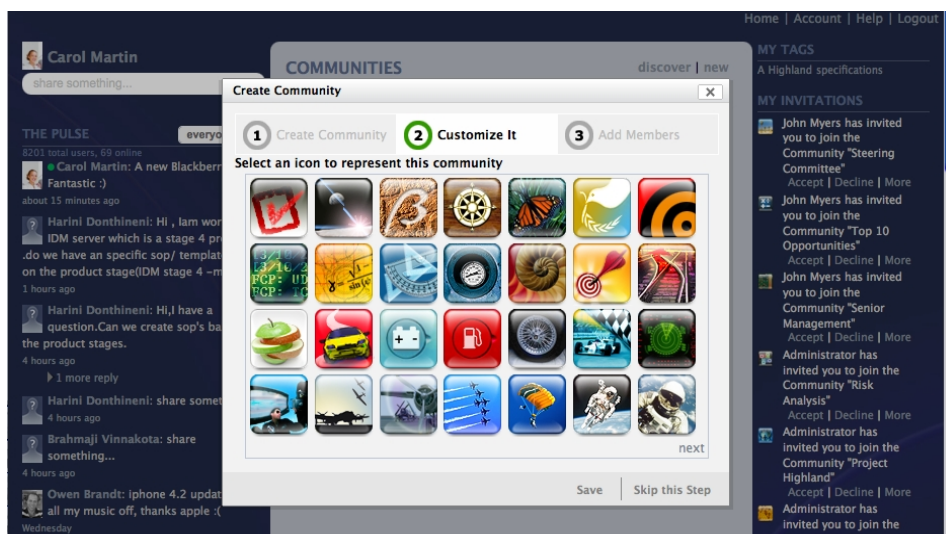 Home | Account | Help | Logout
Carol Martin
share something...
COMMUNITIES
discover | new
MY TAGS
A Highland specifications
Create Community
1 Create Community
2 Customize It
3 Add Members
Select an icon to represent this community
next
Save
Skip this Step
THE PULSE
everyo
8201 total users, 69 online
Carol Martin: A new Blackberr
Fantastic :)
about 15 minutes ago
Harini Donthineni: Hi , Iam wor
IDM server which is a stage 4 pr
.do we have an specific sop/ templat
on the product stage(IDM stage 4 -m
1 hours ago
Harini Donthineni: Hi,I have a
question.Can we create sop's ba
the product stages.
4 hours ago
1 more reply
Harini Donthineni: share somet
4 hours ago
Brahmaji Vinnakota: share
something...
4 hours ago
Owen Brandt: iphone 4.2 updat
all my music off, thanks apple :(
Wednesday
MY INVITATIONS
John Myers has invited
you to join the
Community "Steering
Committee"
Accept | Decline | More
John Myers has invited
you to join the
Community "Top 10
Opportunities"
Accept | Decline | More
John Myers has invited
you to join the
Community "Senior
Management"
Accept | Decline | More
Administrator has
invited you to join the
Community "Risk
Analysis"
Accept | Decline | More
Administrator has
invited you to join the
Community "Project
Highland"
Accept | Decline | More
Administrator has
invited you to join the